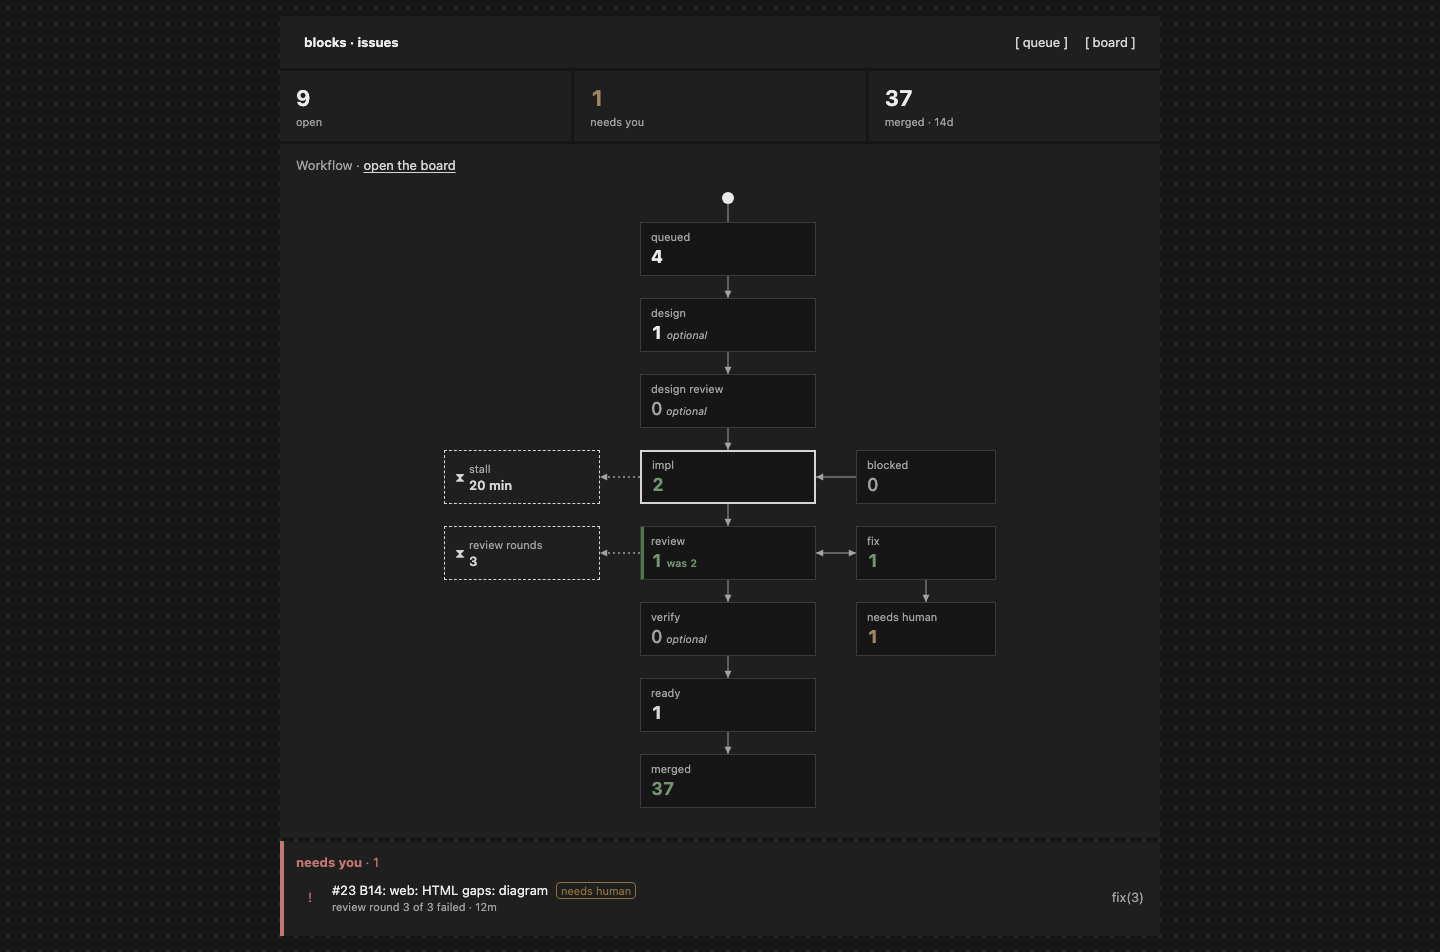 blocks · issues
[ queue ] [ board ]
9
open
1
needs you
37
merged · 14d
Workflow · open the board
queued
4
design
1 optional
design review
0 optional
stall
20 min
impl
2
blocked
0
review rounds
3
review
1 was 2
fix
1
verify
0 optional
needs human
1
ready
1
merged
37
needs you · 1
! #23 B14: web: HTML gaps: diagram needs human
review round 3 of 3 failed · 12m
fix(3)